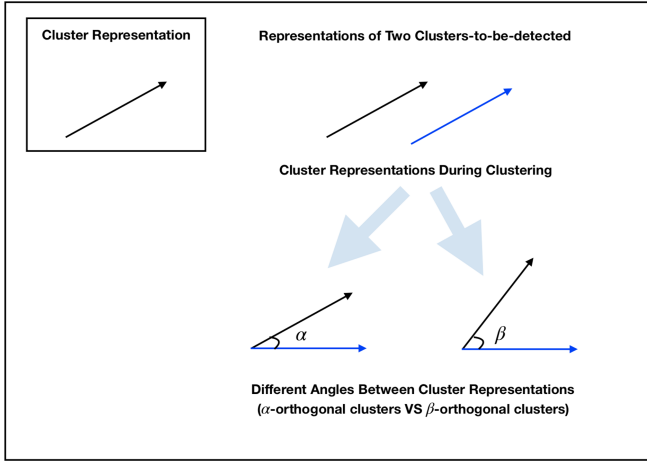 Cluster Representation
Representations of Two Clusters-to-be-detected
Cluster Representations During Clustering
α
β
Different Angles Between Cluster Representations
(α-orthogonal clusters VS β-orthogonal clusters)